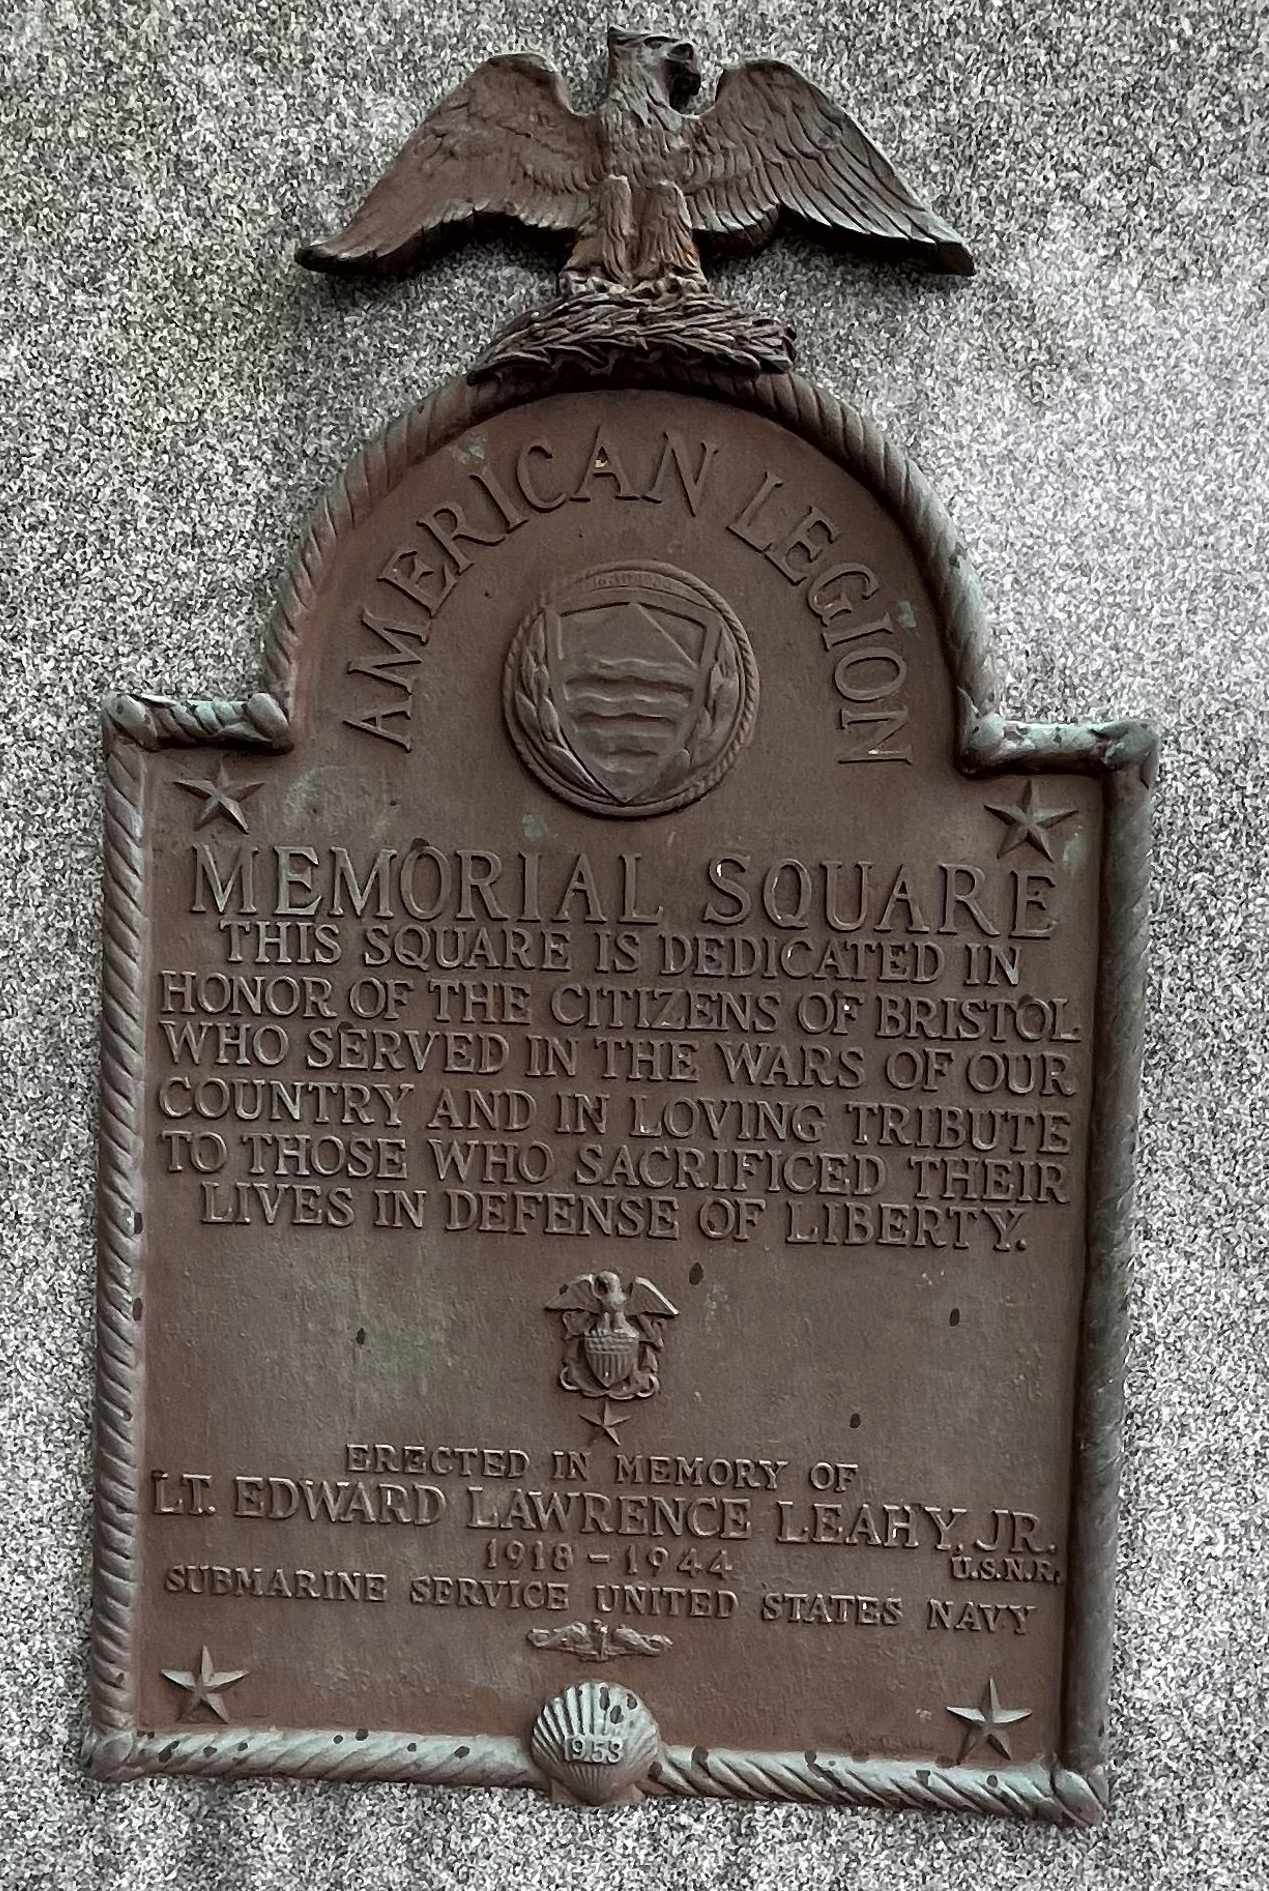 AMERICAN LEGION
MEMORIAL SQUARE
THIS SQUARE IS DEDICATED IN
HONOR OF THE CITIZENS OF BRISTOL
WHO SERVED IN THE WARS OF OUR
COUNTRY AND IN LOVING TRIBUTE
TO THOSE WHO SACRIFICED THEIR
LIVES IN DEFENSE OF LIBERTY.
ERECTED IN MEMORY OF
LT. EDWARD LAWRENCE LEAHY, JR.
1918 – 1944 U.S.N.R.
SUBMARINE SERVICE UNITED STATES NAVY
1953